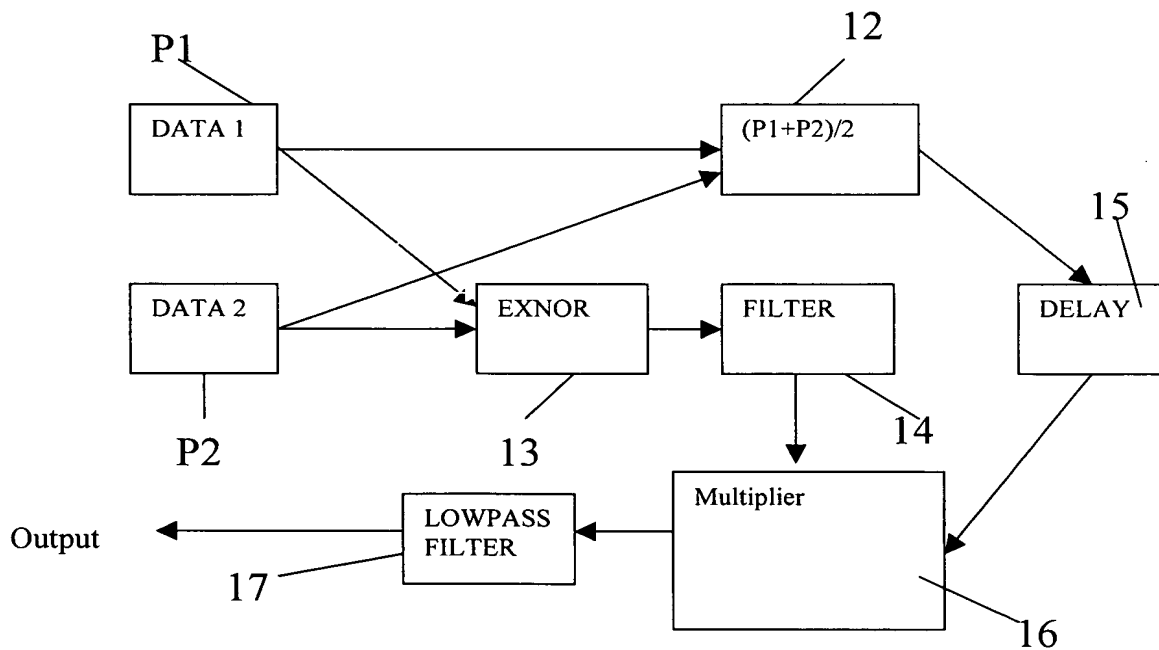 P1
12
DATA 1
(P1+P2)/2
15
DATA 2
EXNOR
FILTER
DELAY
P2
13
14
Multiplier
LOWPASS
FILTER
Output
17
16